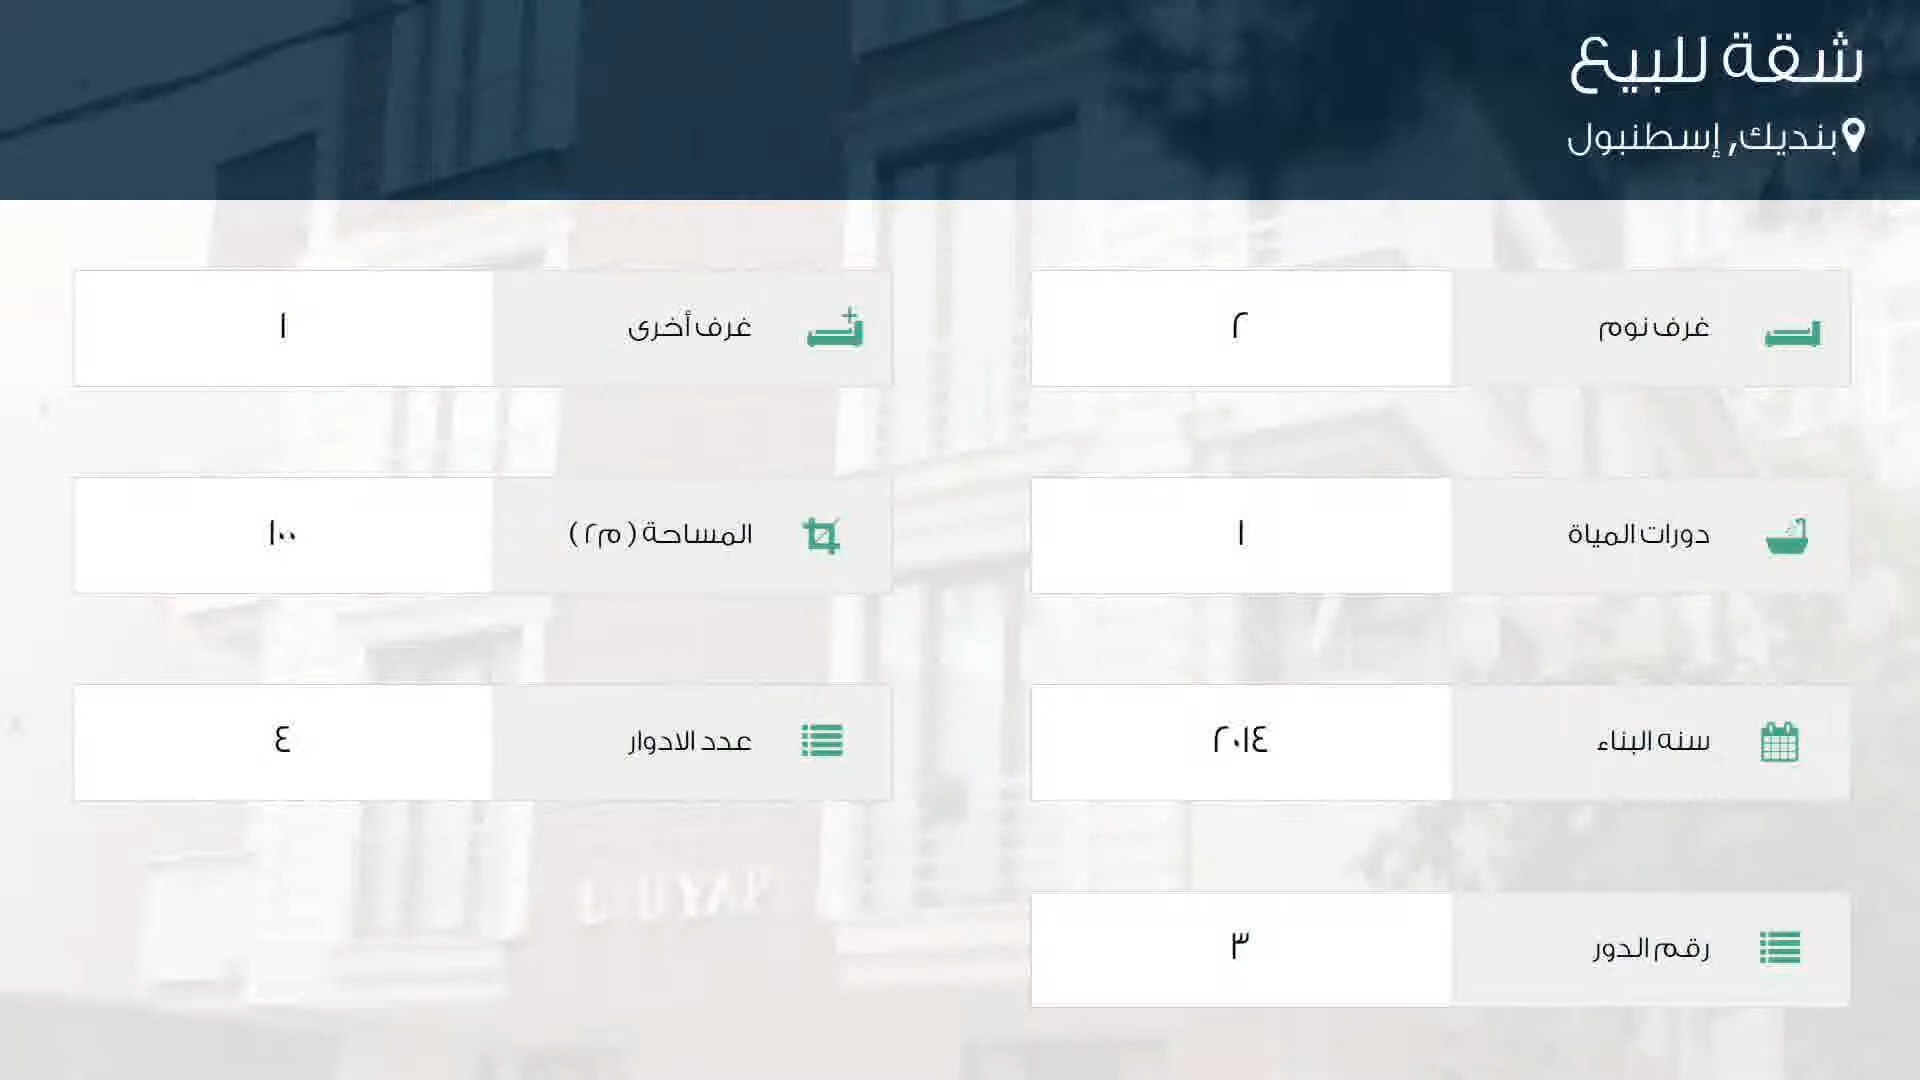 شقة للبيع
بنديك, إسطنبول
غرف نوم ٢
غرف أخرى ١
دورات المياة ١
المساحة (م٢) ١٠٠
سنه البناء ٢٠١٤
عدد الادوار ٤
رقم الدور ٣